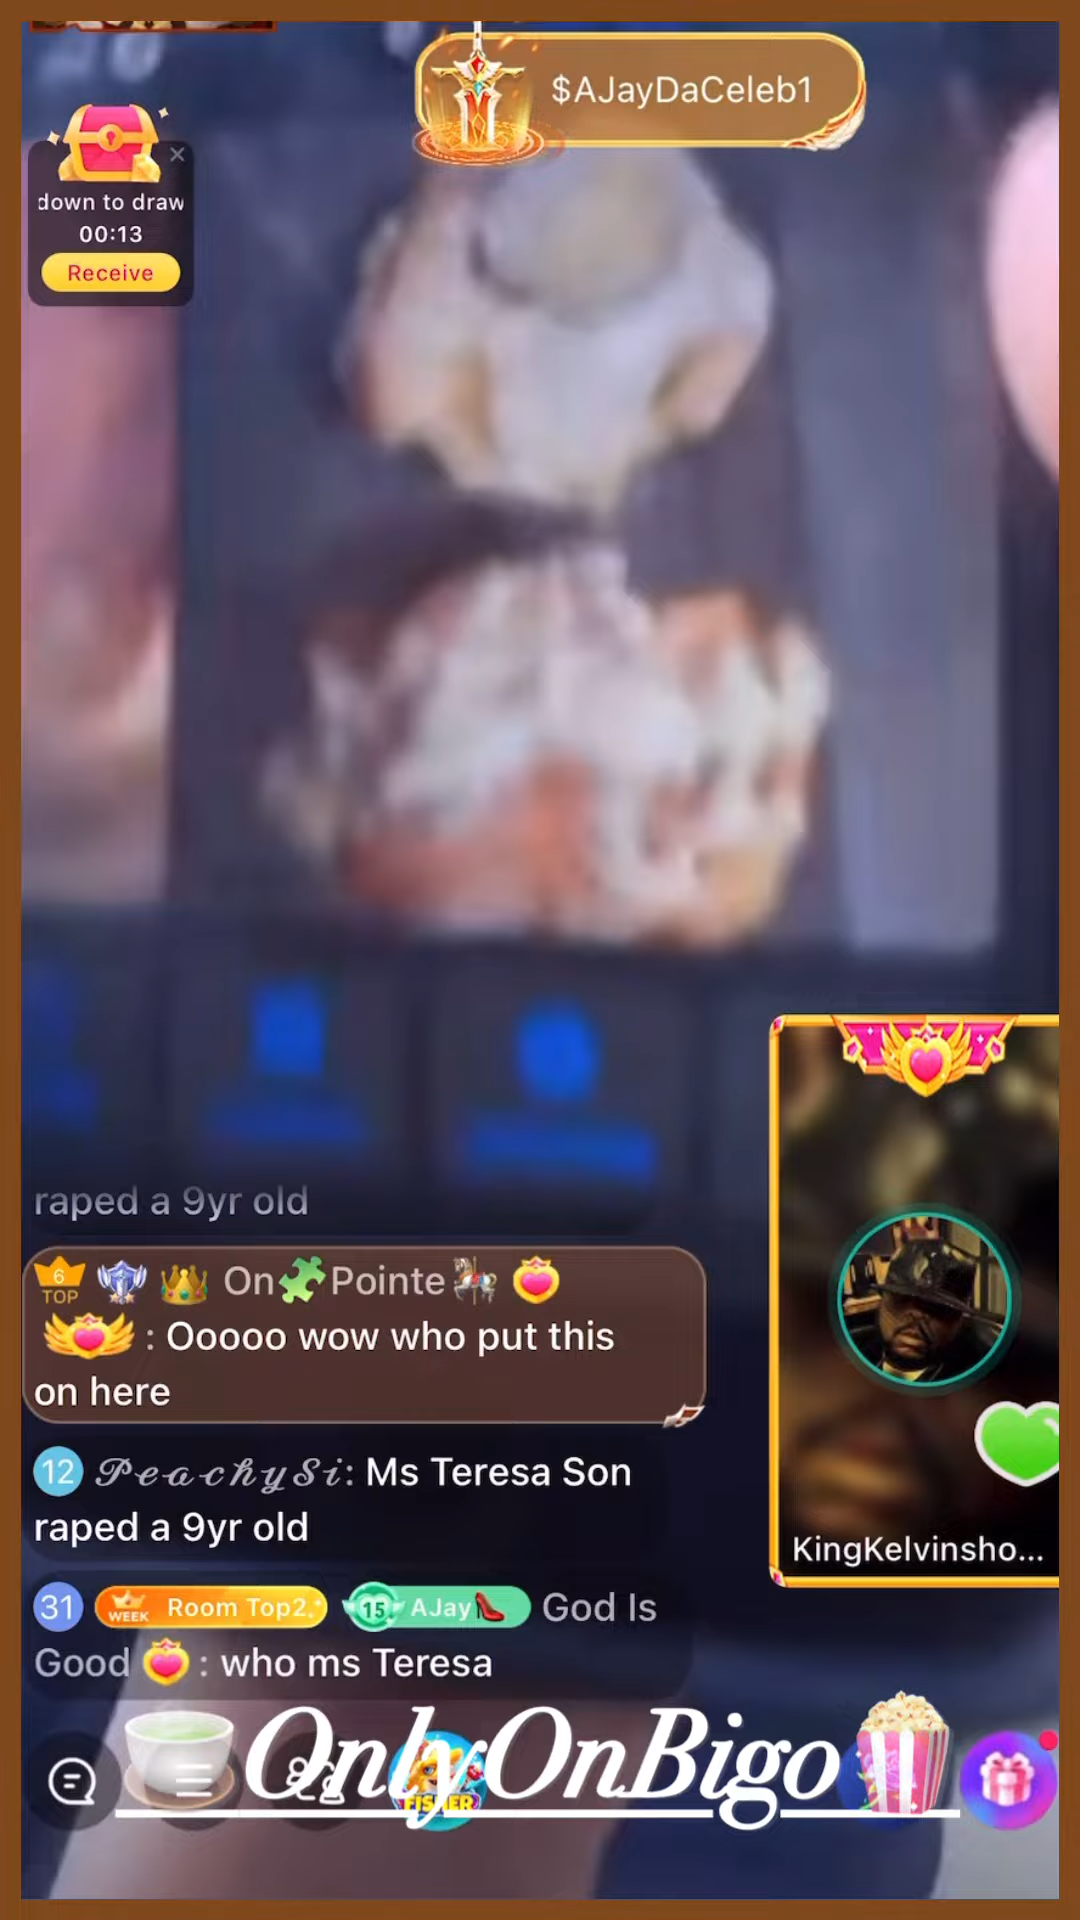 $AJayDaCeleb1
down to draw
00:13
Receive
raped a 9yr old
6
TOP
On Pointe
: Ooooo wow who put this
on here
12 𝒫𝑒𝒶𝒸𝒽𝓎𝒮𝒾: Ms Teresa Son
raped a 9yr old
31 WEEK Room Top2. 15 AJay God Is
Good : who ms Teresa
KingKelvinsho...
OnlyOnBigo
FISHER